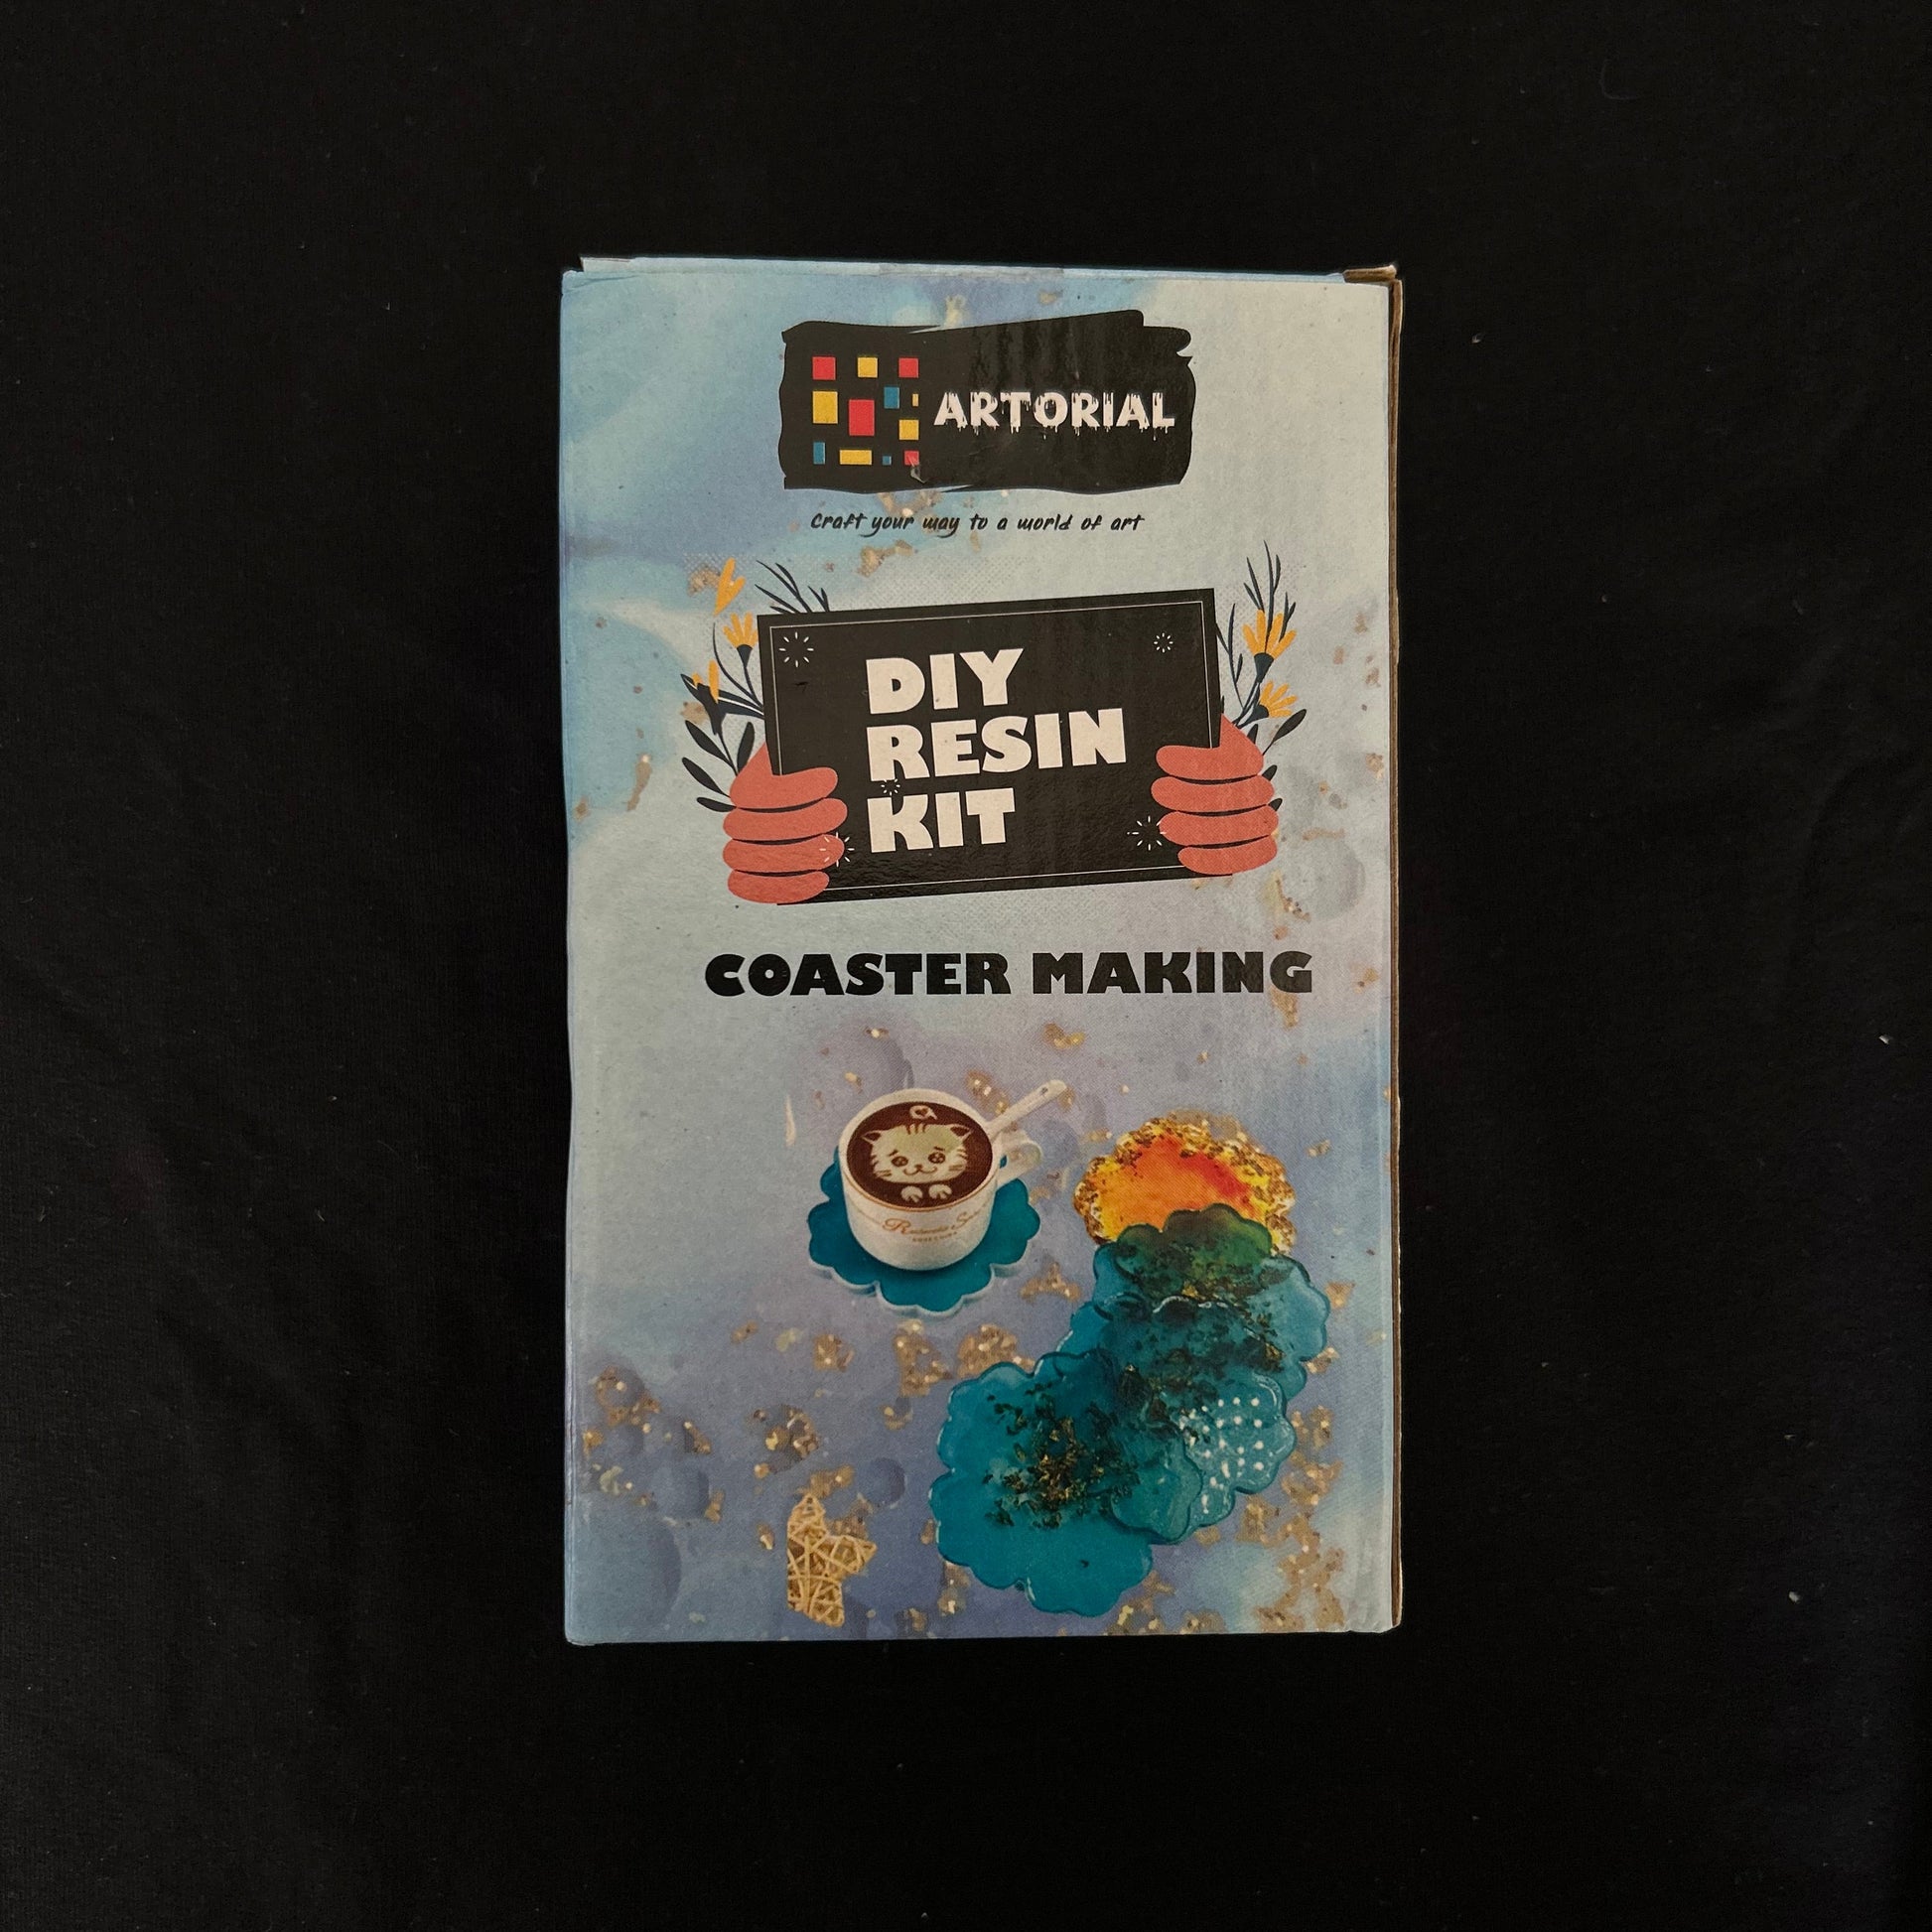 ARTORIAL
Craft your way to a world of art
DIY
RESIN
KIT
COASTER MAKING